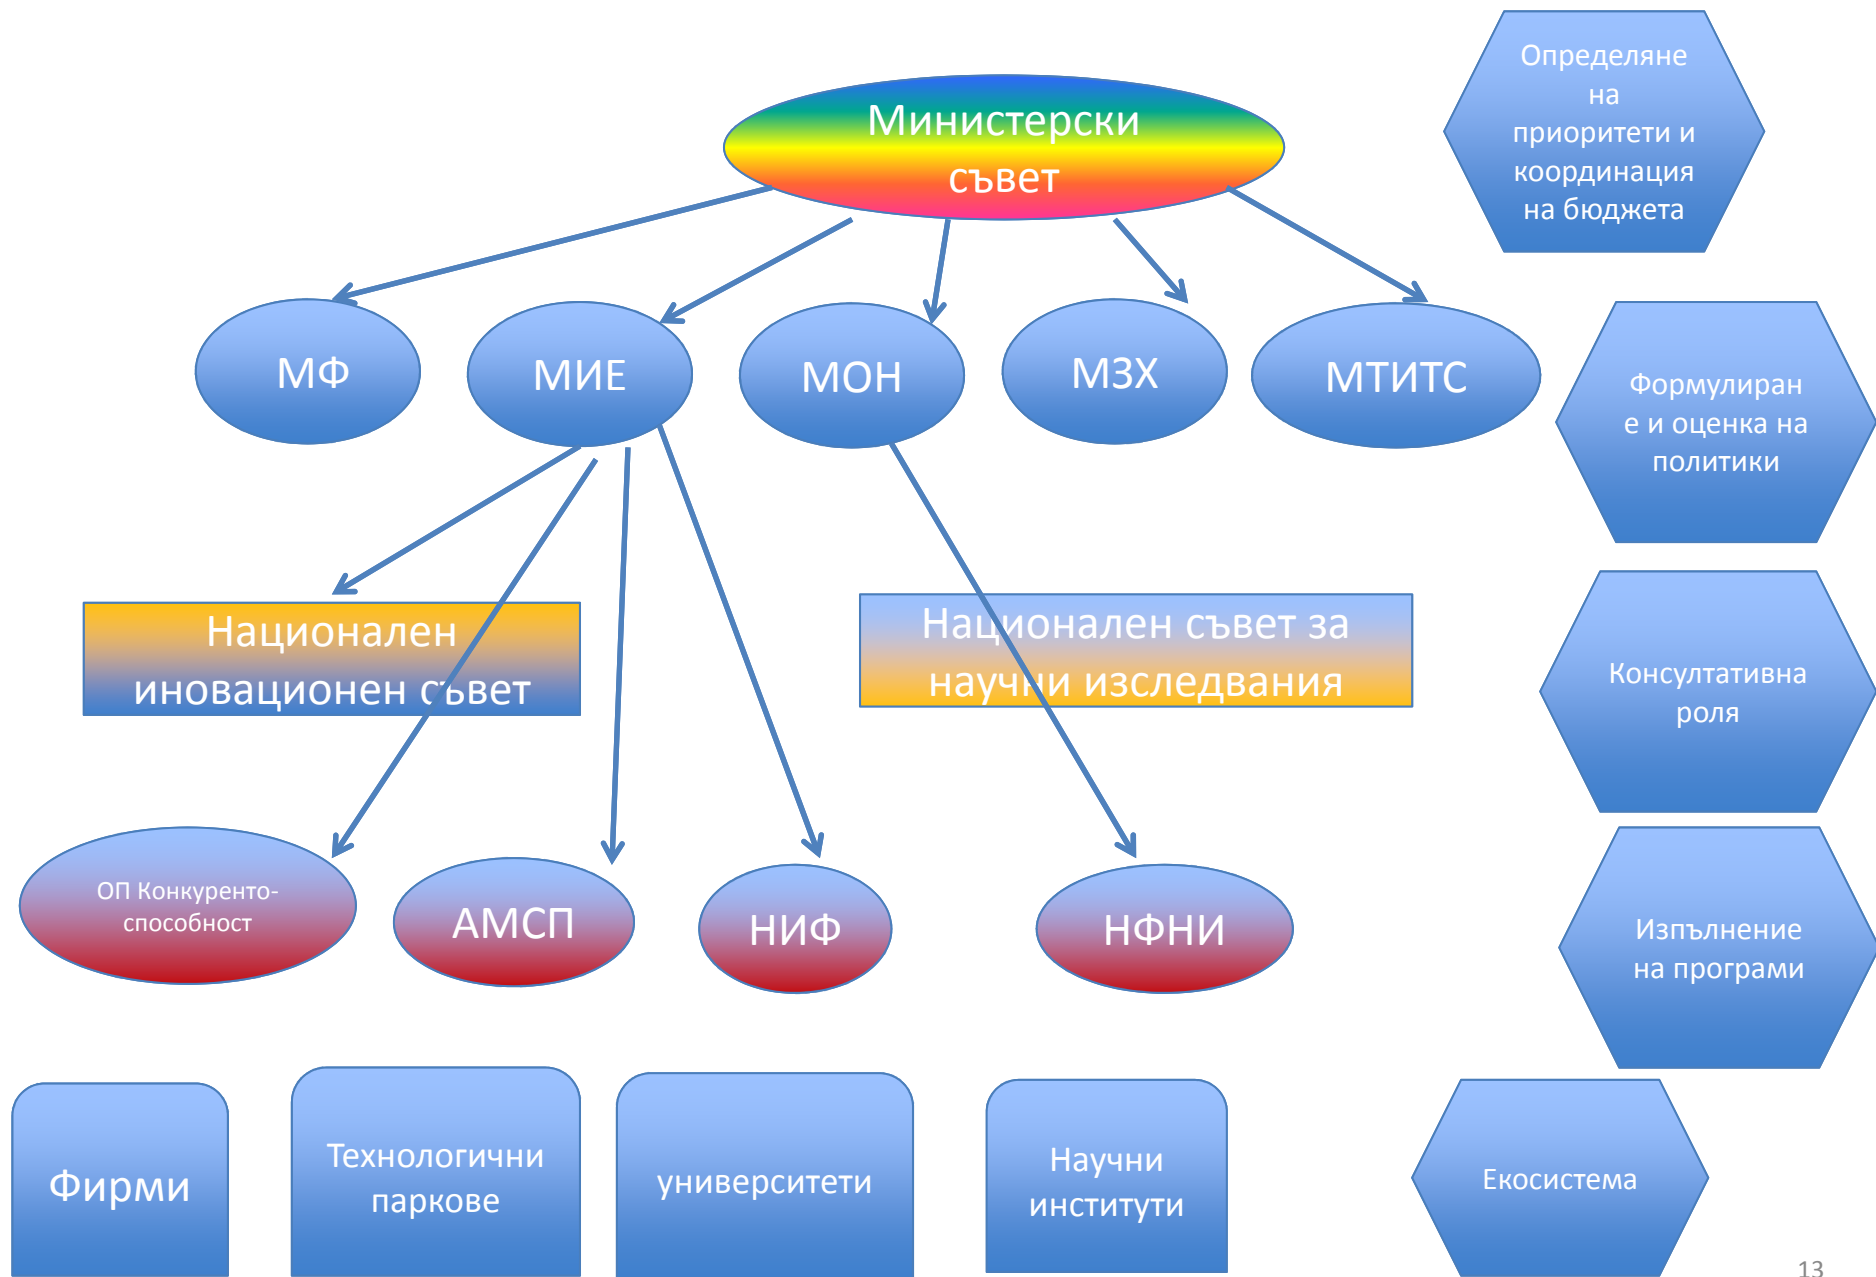 Министерски
съвет
Определяне
на
приоритети и
координация
на бюджета
МФ
МИЕ
МОН
МЗХ
МТИТС
Формулиран
е и оценка на
политики
Национален
иновационен съвет
Национален съвет за
научни изследвания
Консултативна
роля
ОП Конкуренто-
способност
АМСП
НИФ
НФНИ
Изпълнение
на програми
Фирми
Технологични
паркове
университети
Научни
институти
Екосистема
13